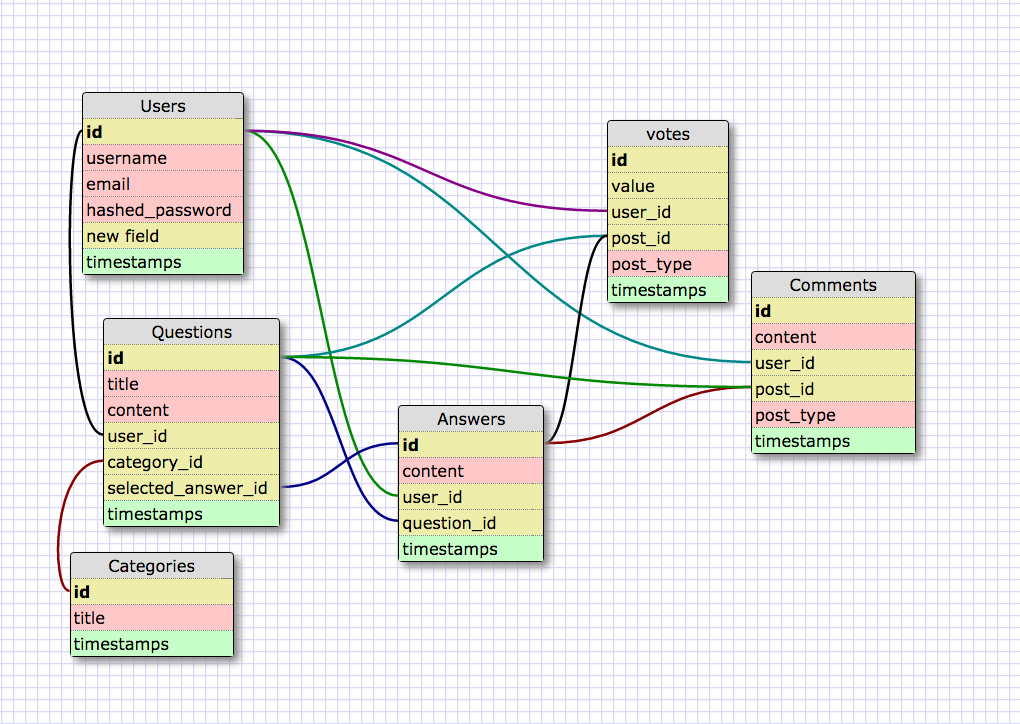 Users
id
username
email
hashed_password
new field
timestamps
votes
id
value
user_id
post_id
post_type
timestamps
Comments
id
content
user_id
post_id
post_type
timestamps
Questions
id
title
content
user_id
category_id
selected_answer_id
timestamps
Answers
id
content
user_id
question_id
timestamps
Categories
id
title
timestamps